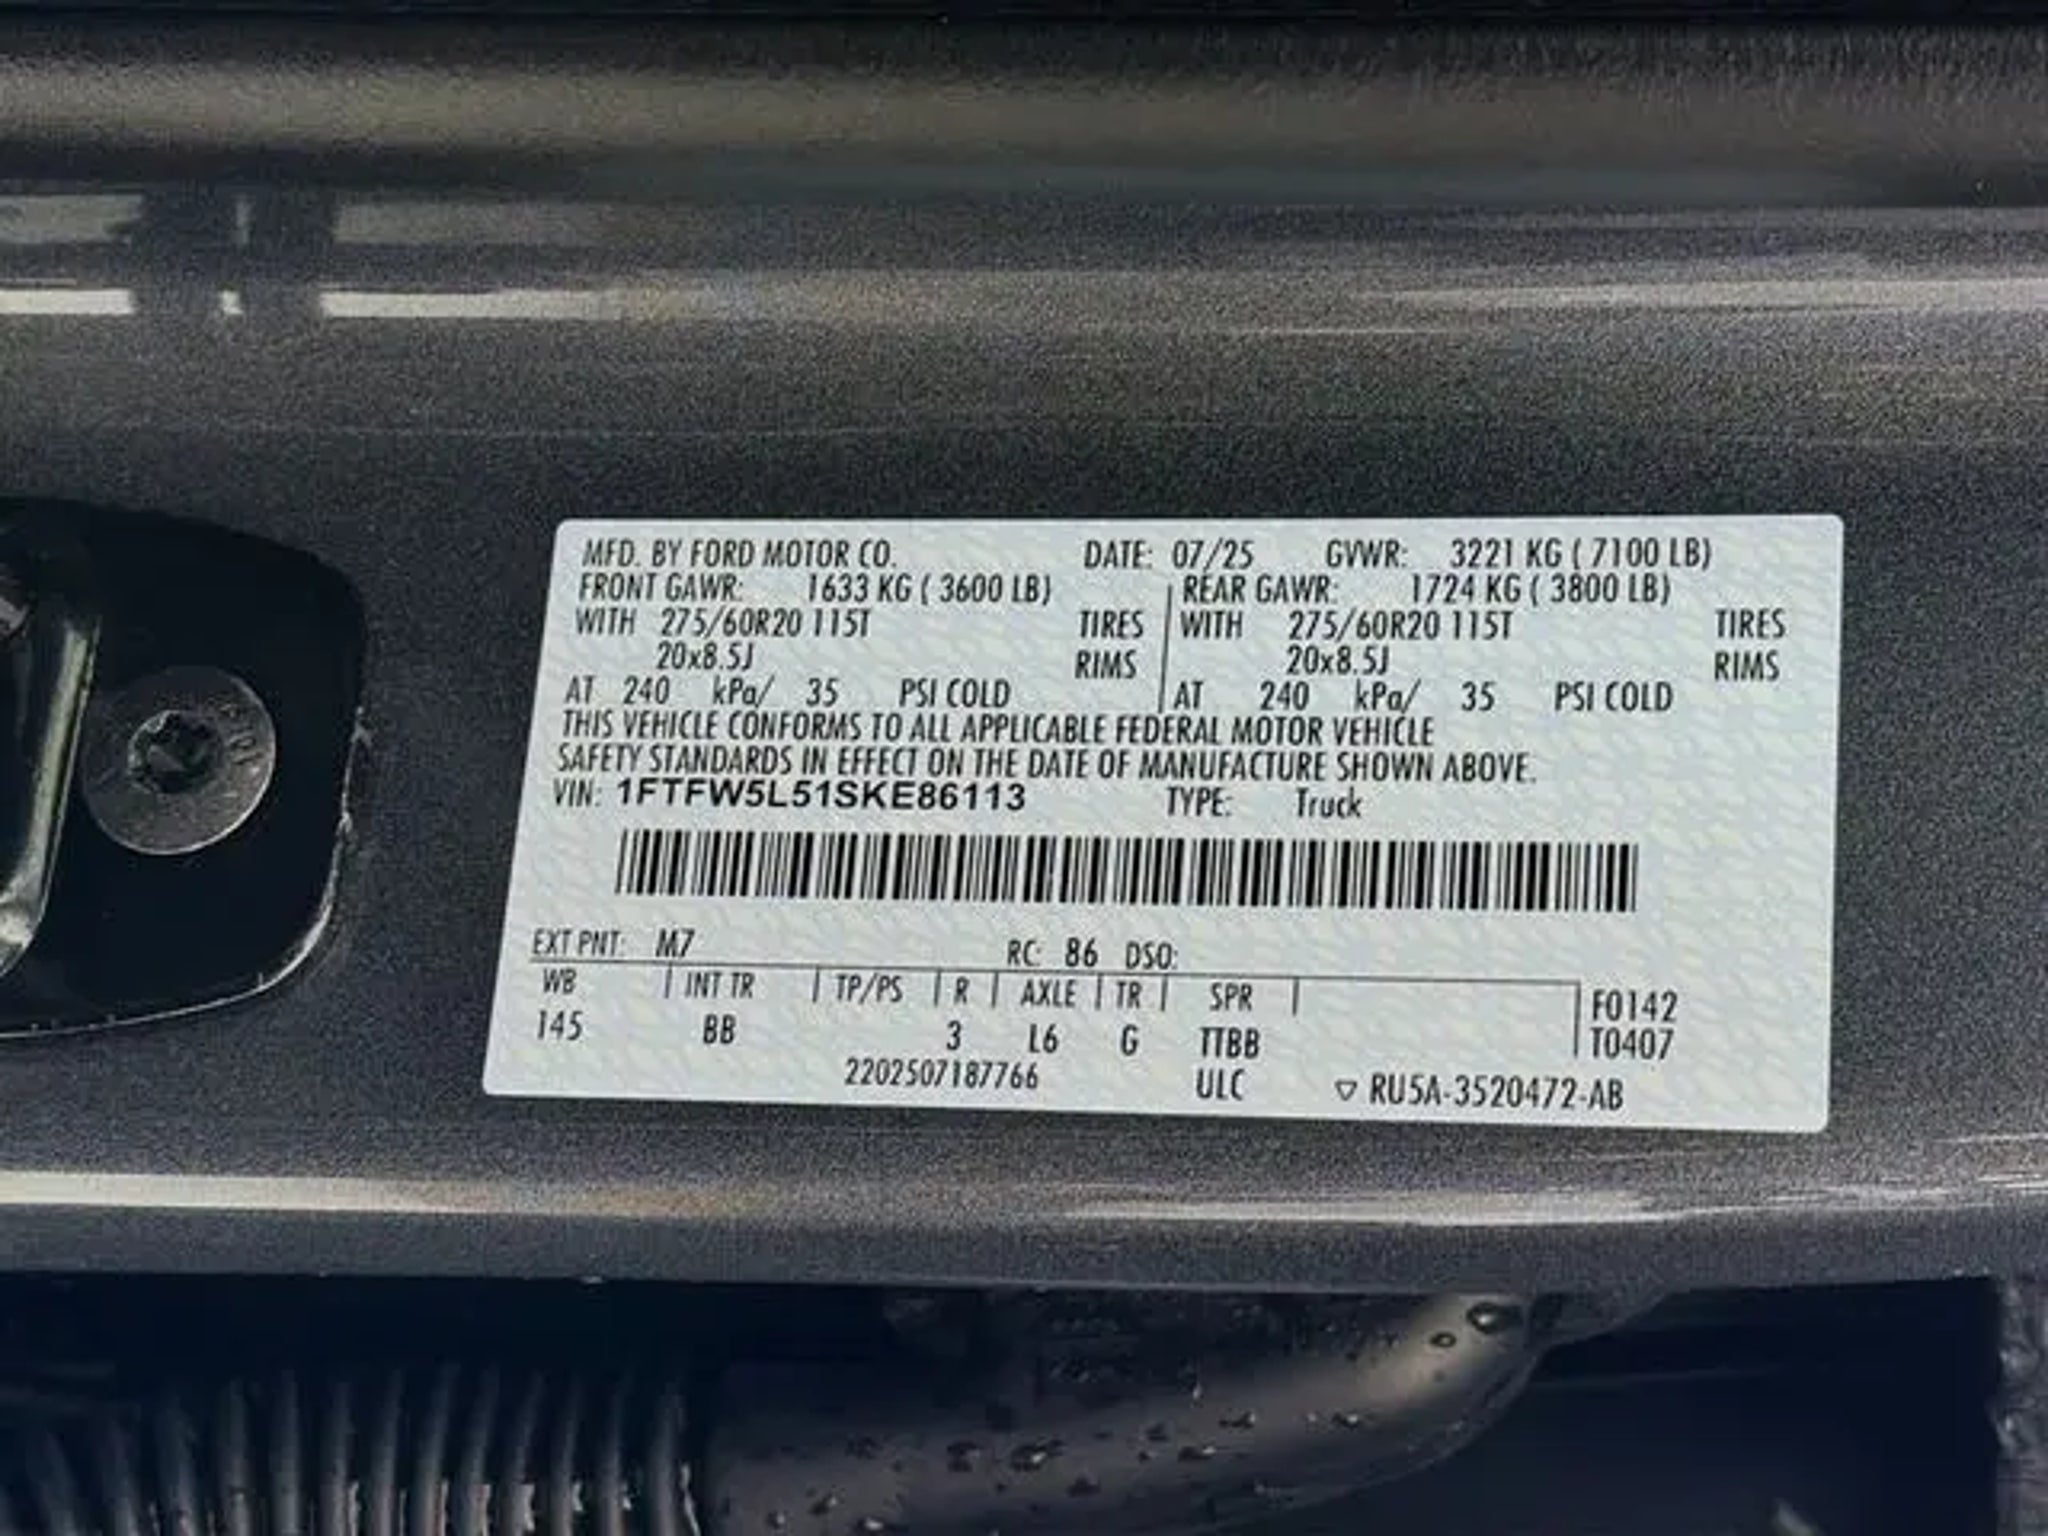 MFD. BY FORD MOTOR CO. DATE: 07/25 GVWR: 3221 KG ( 7100 LB)
FRONT GAWR: 1633 KG ( 3600 LB) REAR GAWR: 1724 KG ( 3800 LB)
WITH 275/60R20 115T TIRES WITH 275/60R20 115T TIRES
20x8.5J RIMS 20x8.5J RIMS
AT 240 kPa/ 35 PSI COLD AT 240 kPa/ 35 PSI COLD
THIS VEHICLE CONFORMS TO ALL APPLICABLE FEDERAL MOTOR VEHICLE
SAFETY STANDARDS IN EFFECT ON THE DATE OF MANUFACTURE SHOWN ABOVE.
VIN: 1FTFW5L51SKE86113 TYPE: Truck
EXT PNT: M7 RC: 86 DSO:
WB INT TR TP/PS R AXLE TR SPR F0142
145 BB 3 L6 G TTBB T0407
2202507187766 ULC ▽ RU5A-3520472-AB